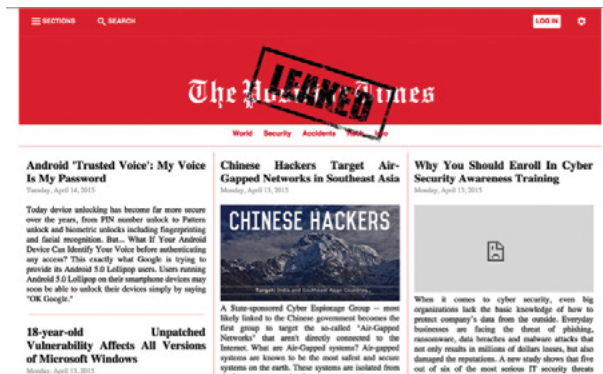 SECTIONS
SEARCH
LOG IN
The
Times
LEAKED
World Security Accidents
Android 'Trusted Voice': My Voice
Is My Password
Tuesday, April 14, 2015
Today device unlocking has become far more secure
over the years, from PIN number unlock to Pattern
unlock and biometric unlocks including fingerprinting
and facial recognition. But... What If Your Android
Device Can Identify Your Voice before authenticating
any access? This exactly what Google is trying to
provide its Android 5.0 Lollipop users. Users running
Android 5.0 Lollipop on their smartphone devices may
soon be able to unlock their devices simply by saying
"OK Google."
18-year-old Unpatched
Vulnerability Affects All Versions
of Microsoft Windows
Monday, April 13, 2015
Chinese Hackers Target Air-
Gapped Networks in Southeast Asia
Monday, April 13, 2015
CHINESE HACKERS
Target: India and Southeast Asian Countries
A State-sponsored Cyber Espionage Group -- most
likely linked to the Chinese government becomes the
first group to target the so-called "Air-Gapped
Networks" that aren't directly connected to the
Internet. What are Air-Gapped systems? Air-gapped
systems are known to be the most safest and secure
systems on the earth. These systems are isolated from
Why You Should Enroll In Cyber
Security Awareness Training
Monday, April 13, 2015
When it comes to cyber security, even big
organizations lack the basic knowledge of how to
protect company's data from the outside. Everyday
businesses are facing the threat of phishing,
ransomware, data breaches and malware attacks that
not only results in millions of dollars losses, but also
damaged the reputations. A new study shows that five
out of six of the most serious IT security threats